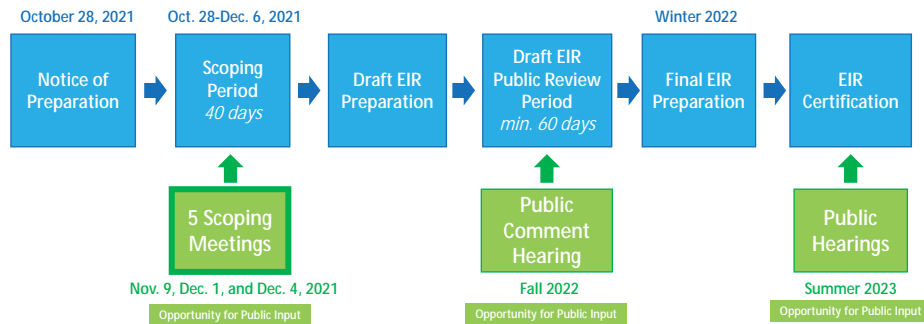 October 28, 2021
Oct. 28-Dec. 6, 2021
Winter 2022
Notice of
Preparation
Scoping
Period
40 days
Draft EIR
Preparation
Draft EIR
Public Review
Period
min. 60 days
Final EIR
Preparation
EIR
Certification
5 Scoping
Meetings
Public
Comment
Hearing
Public
Hearings
Nov. 9, Dec. 1, and Dec. 4, 2021
Fall 2022
Summer 2023
Opportunity for Public Input
Opportunity for Public Input
Opportunity for Public Input